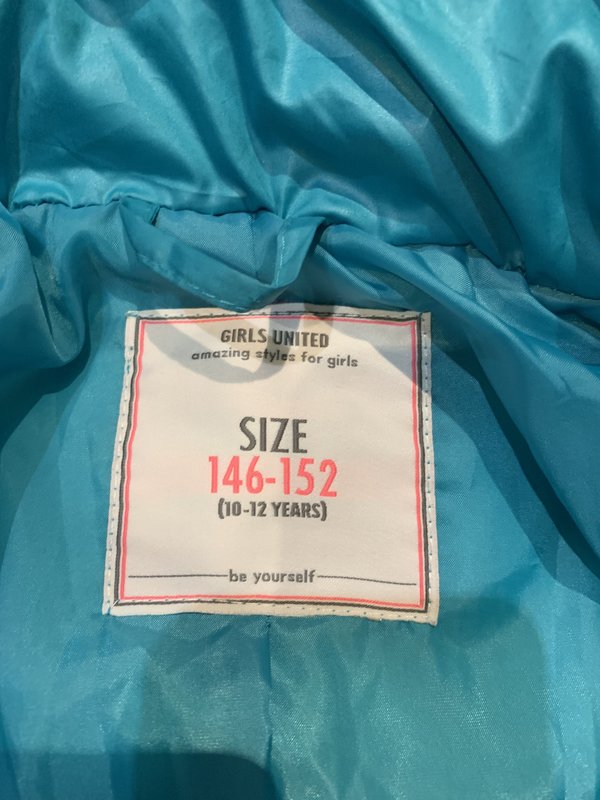 GIRLS UNITED
amazing styles for girls
SIZE
146-152
(10-12 YEARS)
be yourself